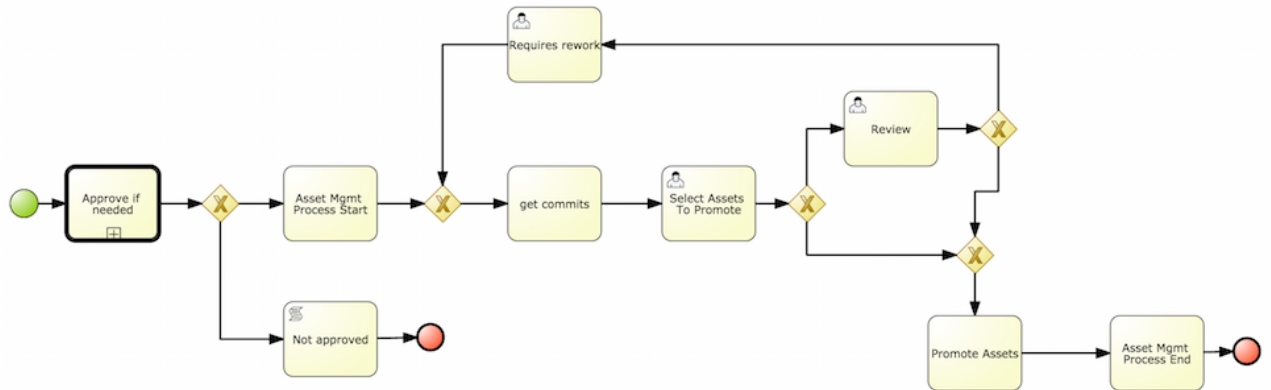 Requires rework
Review
Approve if
needed
Asset Mgmt
Process Start
get commits
Select Assets
To Promote
Not approved
Promote Assets
Asset Mgmt
Process End